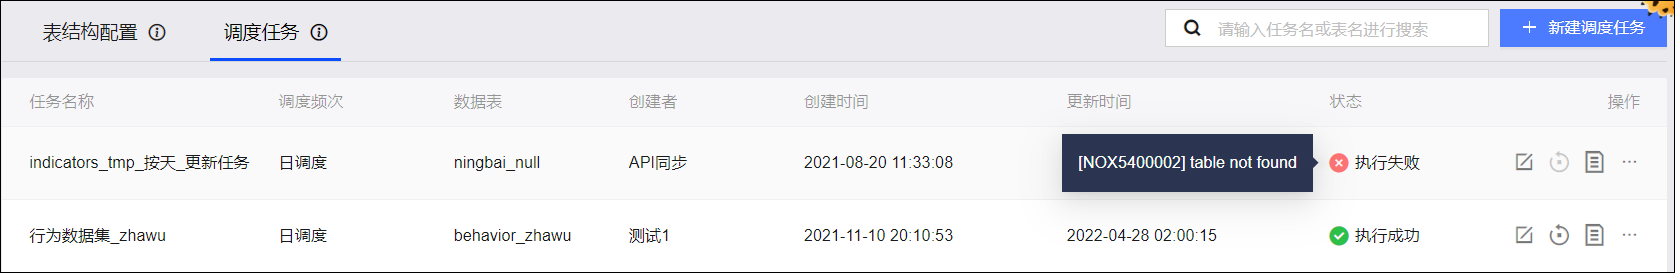 表结构配置 调度任务 请输入任务名或表名进行搜索 新建调度任务
任务名称 调度频次 数据表 创建者 创建时间 更新时间 状态 操作
indicators_tmp_按天_更新任务 日调度 ningbai_null API同步 2021-08-20 11:33:08 [NOX5400002] table not found 执行失败
行为数据集_zhawu 日调度 behavior_zhawu 测试1 2021-11-10 20:10:53 2022-04-28 02:00:15 执行成功